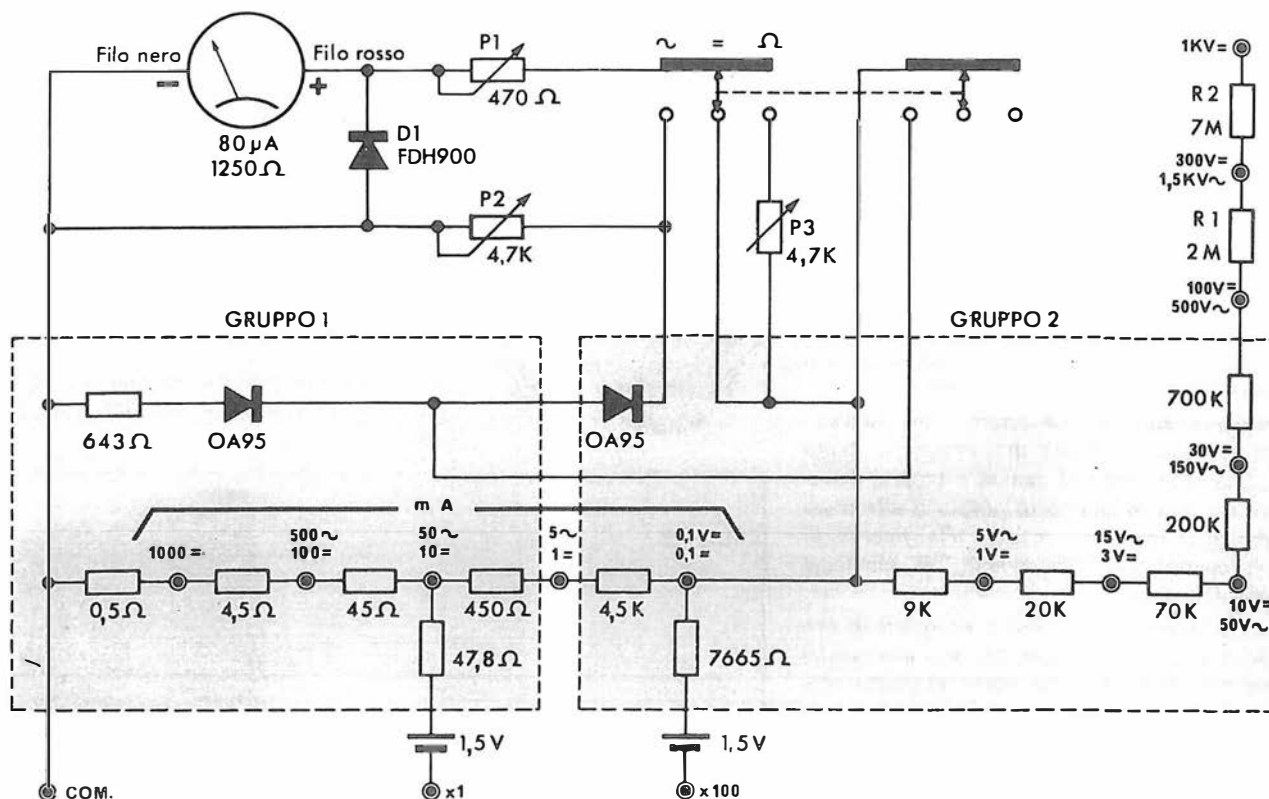 Filo nero
Filo rosso
P1
470 Ω
∼ = Ω
1KV=
− +
80 µA
1250Ω
D1
FDH900
R 2
7M
300V=
1,5KV∼
P2
4,7K
P3
4,7K
R 1
2 M
100V=
500V∼
GRUPPO 1
GRUPPO 2
643Ω
OA95
OA95
700K
30V=
150V∼
m A
1000=
500∼
100=
50∼
10=
5∼
1=
0,1V=
0,1=
5V∼
1V=
15V∼
3V=
200K
0,5Ω
4,5Ω
45Ω
450Ω
4,5 K
9K
20K
70K
10V=
50V∼
47,8Ω
7665Ω
1,5V
1,5V
COM.
x1
x100